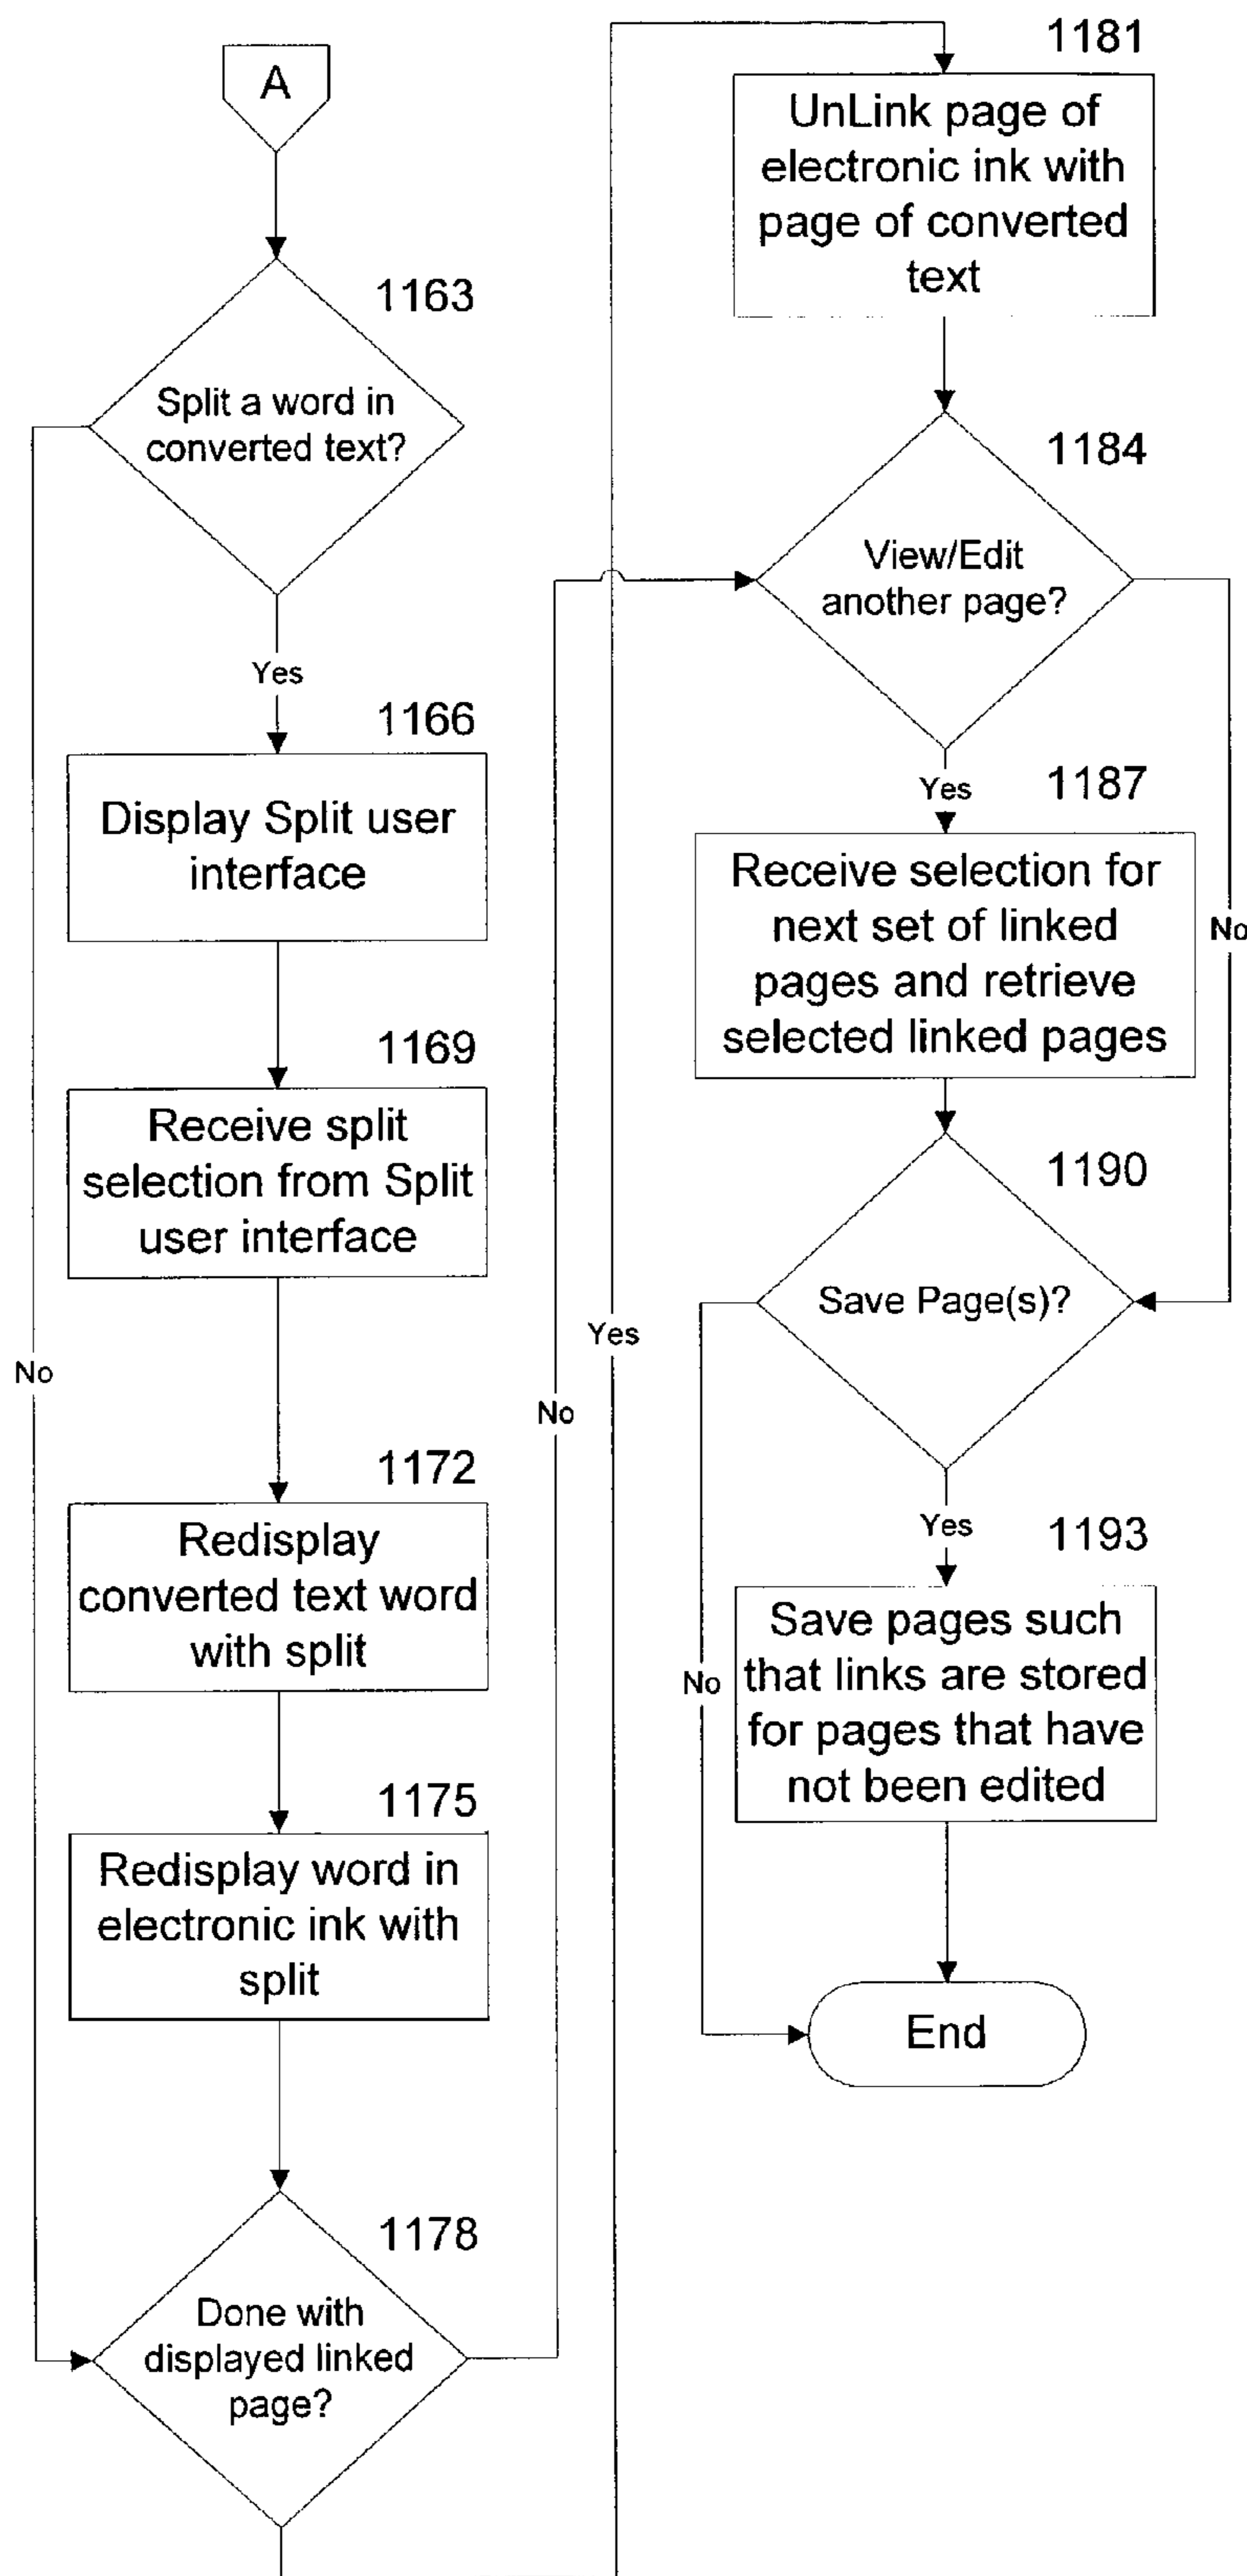 A
1163
Split a word in
converted text?
Yes
1166
Display Split user
interface
1169
Receive split
selection from Split
user interface
No
1172
Redisplay
converted text word
with split
1175
Redisplay word in
electronic ink with
split
1178
Done with
displayed linked
page?
No
Yes
1181
UnLink page of
electronic ink with
page of converted
text
1184
View/Edit
another page?
Yes
No
1187
Receive selection for
next set of linked
pages and retrieve
selected linked pages
1190
Save Page(s)?
Yes
No
1193
Save pages such
that links are stored
for pages that have
not been edited
End